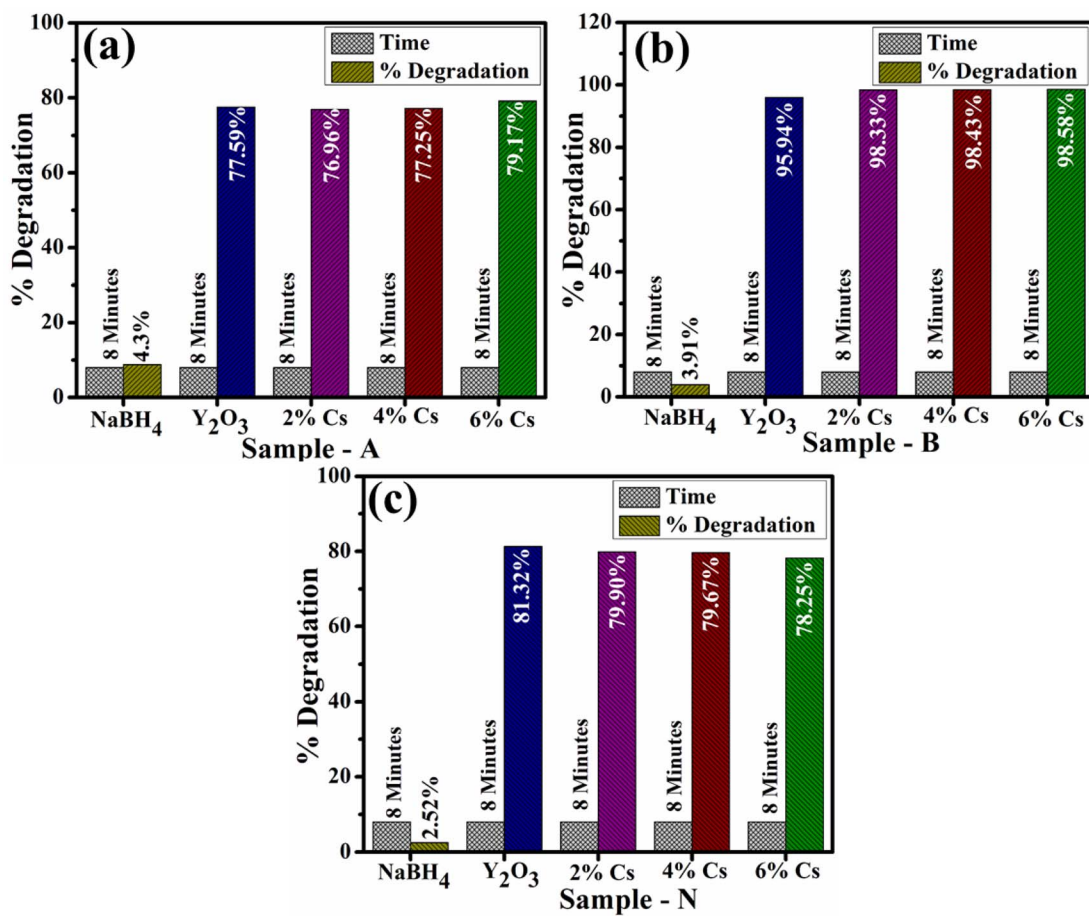 (a)
Time
% Degradation
% Degradation
100
80
60
40
20
0
8 Minutes
4.3%
8 Minutes
77.59%
8 Minutes
76.96%
8 Minutes
77.25%
8 Minutes
79.17%
NaBH₄ Y₂O₃ 2% Cs 4% Cs 6% Cs
Sample - A
(b)
Time
% Degradation
% Degradation
120
100
80
60
40
20
0
8 Minutes
3.91%
8 Minutes
95.94%
8 Minutes
98.33%
8 Minutes
98.43%
8 Minutes
98.58%
NaBH₄ Y₂O₃ 2% Cs 4% Cs 6% Cs
Sample - B
(c)
Time
% Degradation
% Degradation
100
80
60
40
20
0
8 Minutes
2.52%
8 Minutes
81.32%
8 Minutes
79.90%
8 Minutes
79.67%
8 Minutes
78.25%
NaBH₄ Y₂O₃ 2% Cs 4% Cs 6% Cs
Sample - N